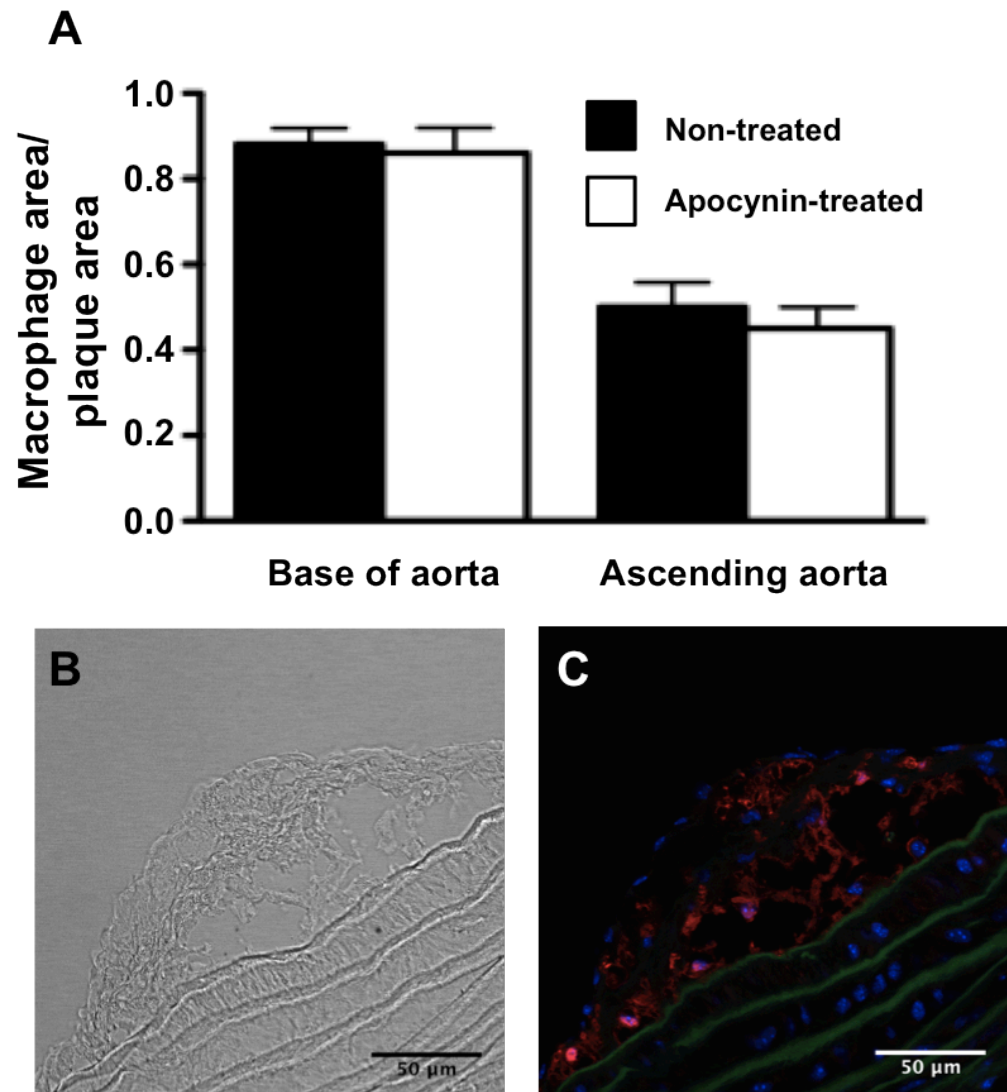 A
Macrophage area/
plaque area
1.0
0.8
0.6
0.4
0.2
0.0
Non-treated
Apocynin-treated
Base of aorta
Ascending aorta
B
50 μm
C
50 μm